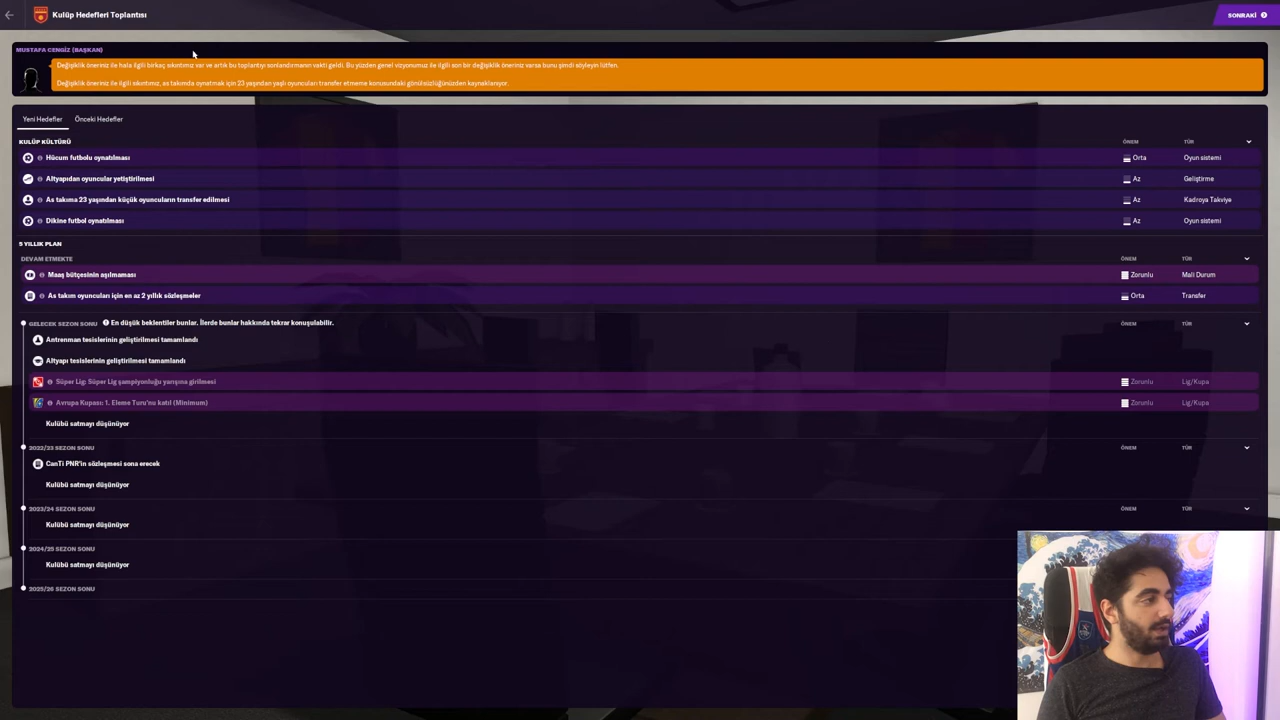 Kulüp Hedefleri Toplantısı
SONRAKİ
MUSTAFA CENGİZ (BAŞKAN)
Değişiklik öneriniz ile hala ilgili birkaç sıkıntımız var ve artık bu toplantıyı sonlandırmanın vakti geldi. Bu yüzden genel vizyonumuz ile ilgili son bir değişiklik öneriniz varsa bunu şimdi söyleyin lütfen.
Değişiklik öneriniz ile ilgili sıkıntımız, as takımda oynatmak için 23 yaşından yaşlı oyuncuları transfer etmeme konusundaki gönülsüzlüğünüzden kaynaklanıyor.
Yeni Hedefler Önceki Hedefler
KULÜP KÜLTÜRÜ ÖNEM TÜR
Hücum futbolu oynatılması Orta Oyun sistemi
Altyapıdan oyuncular yetiştirilmesi Az Geliştirme
As takıma 23 yaşından küçük oyuncuların transfer edilmesi Az Kadroya Takviye
Dikine futbol oynatılması Az Oyun sistemi
5 YILLIK PLAN
DEVAM ETMEKTE ÖNEM TÜR
Maaş bütçesinin aşılmaması Zorunlu Mali Durum
As takım oyuncuları için en az 2 yıllık sözleşmeler Orta Transfer
GELECEK SEZON SONU En düşük beklentiler bunlar. İlerde bunlar hakkında tekrar konuşulabilir. ÖNEM TÜR
Antrenman tesislerinin geliştirilmesi tamamlandı
Altyapı tesislerinin geliştirilmesi tamamlandı
Süper Lig: Süper Lig şampiyonluğu yarışına girilmesi Zorunlu Lig/Kupa
Avrupa Kupası: 1. Eleme Turu'nu katıl (Minimum) Zorunlu Lig/Kupa
Kulübü satmayı düşünüyor
2022/23 SEZON SONU ÖNEM TÜR
CanTi PNR'in sözleşmesi sona erecek
Kulübü satmayı düşünüyor
2023/24 SEZON SONU ÖNEM TÜR
Kulübü satmayı düşünüyor
2024/25 SEZON SONU
Kulübü satmayı düşünüyor
2025/26 SEZON SONU